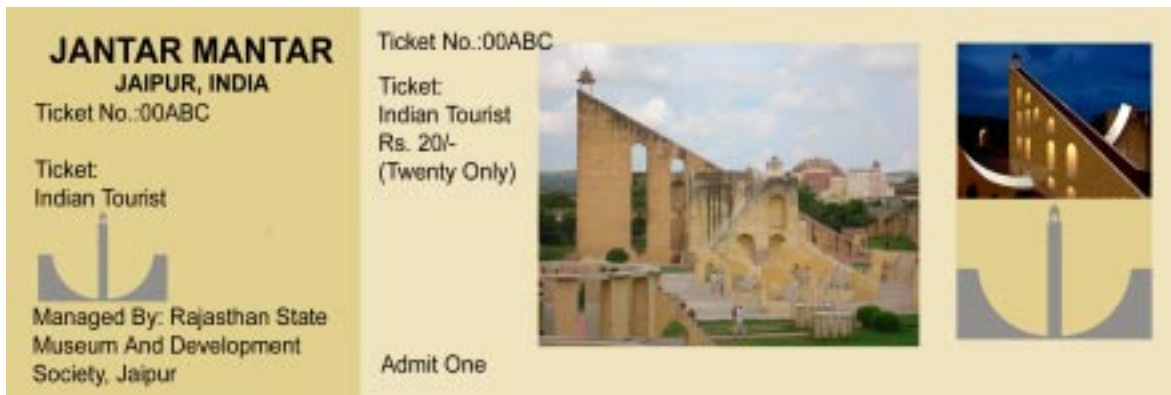 JANTAR MANTAR
JAIPUR, INDIA
Ticket No.:00ABC
Ticket:
Indian Tourist
Managed By: Rajasthan State
Museum And Development
Society, Jaipur
Ticket No.:00ABC
Ticket:
Indian Tourist
Rs. 20/-
(Twenty Only)
Admit One